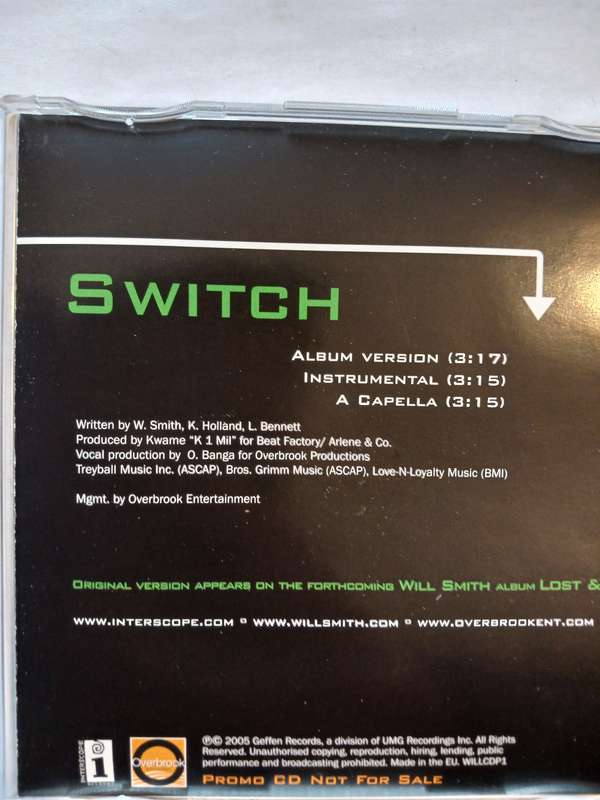 SWITCH
ALBUM VERSION (3:17)
INSTRUMENTAL (3:15)
A CAPELLA (3:15)
Written by W. Smith, K. Holland, L. Bennett
Produced by Kwame "K 1 Mil" for Beat Factory/ Arlene & Co.
Vocal production by O. Banga for Overbrook Productions
Treyball Music Inc. (ASCAP), Bros. Grimm Music (ASCAP), Love-N-Loyalty Music (BMI)
Mgmt. by Overbrook Entertainment
ORIGINAL VERSION APPEARS ON THE FORTHCOMING WILL SMITH ALBUM LOST &
WWW.INTERSCOPE.COM ▫ WWW.WILLSMITH.COM ▫ WWW.OVERBROOKENT.COM
INTERSCOPE
i
Overbrook
℗© 2005 Geffen Records, a division of UMG Recordings Inc. All Rights
Reserved. Unauthorised copying, reproduction, hiring, lending, public
performance and broadcasting prohibited. Made in the EU. WILLCDP1
PROMO CD NOT FOR SALE